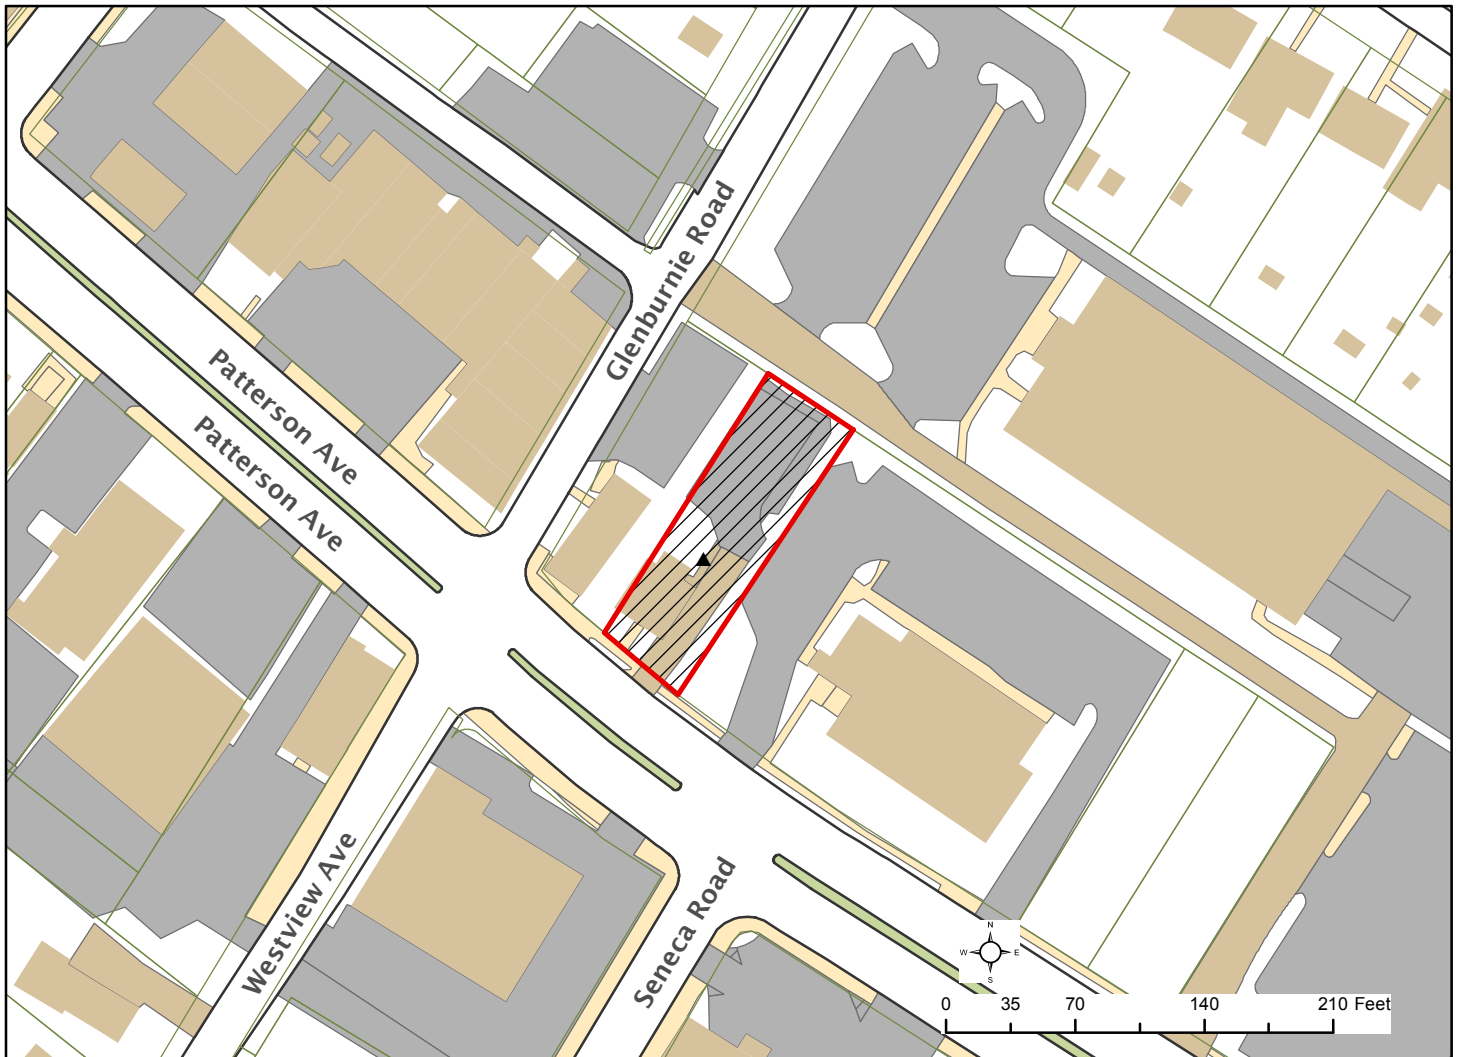 Glenburnie Road
Patterson Ave
Patterson Ave
Westview Ave
Seneca Road
N
W E
S
0 35 70 140 210 Feet